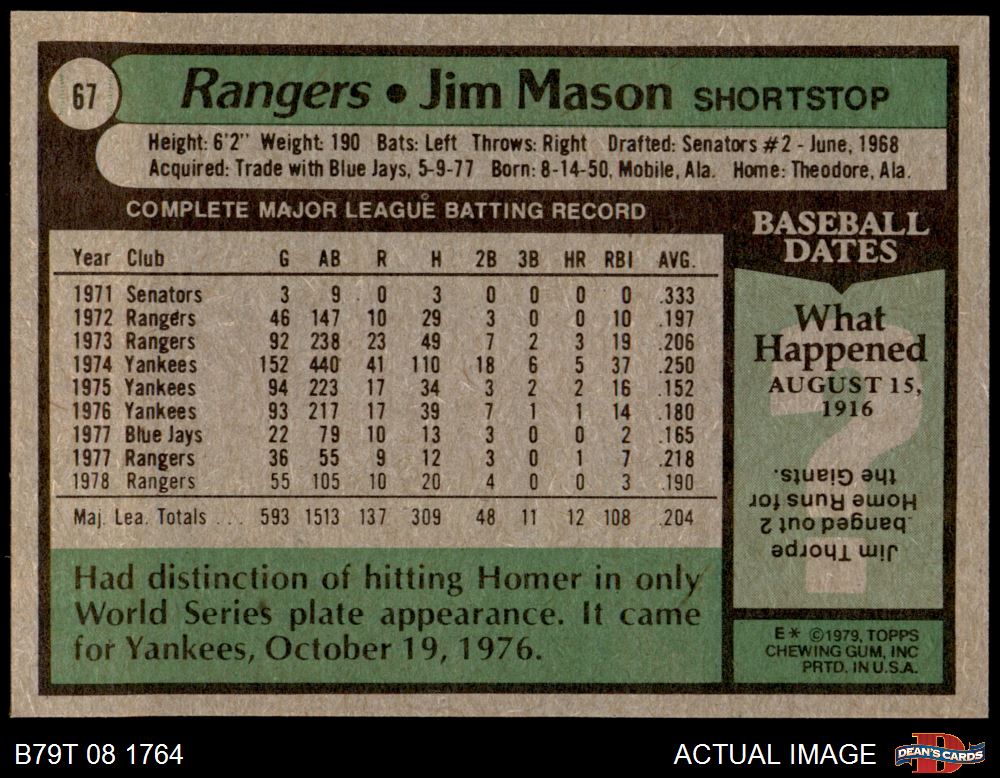 67
Rangers • Jim Mason SHORTSTOP
Height: 6'2" Weight: 190 Bats: Left Throws: Right Drafted: Senators #2 - June, 1968
Acquired: Trade with Blue Jays, 5-9-77 Born: 8-14-50, Mobile, Ala. Home: Theodore, Ala.
COMPLETE MAJOR LEAGUE BATTING RECORD
Year Club G AB R H 2B 3B HR RBI AVG.
1971 Senators 3 9 0 3 0 0 0 0 .333
1972 Rangers 46 147 10 29 3 0 0 10 .197
1973 Rangers 92 238 23 49 7 2 3 19 .206
1974 Yankees 152 440 41 110 18 6 5 37 .250
1975 Yankees 94 223 17 34 3 2 2 16 .152
1976 Yankees 93 217 17 39 7 1 1 14 .180
1977 Blue Jays 22 79 10 13 3 0 0 2 .165
1977 Rangers 36 55 9 12 3 0 1 7 .218
1978 Rangers 55 105 10 20 4 0 0 3 .190
Maj. Lea. Totals ... 593 1513 137 309 48 11 12 108 .204
Had distinction of hitting Homer in only
World Series plate appearance. It came
for Yankees, October 19, 1976.
BASEBALL
DATES
What
Happened
AUGUST 15,
1916
?
Jim Thorpe
banged out 2
Home Runs for
the Giants.
E* ©1979, TOPPS
CHEWING GUM, INC
PRTD. IN U.S.A.
B79T 08 1764
ACTUAL IMAGE
DEAN'S CARDS